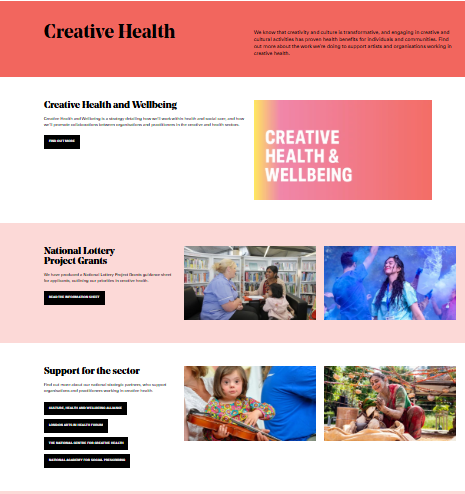 Creative Health
We know that creativity and culture is transformative, and engaging in creative and
cultural activities has proven health benefits for individuals and communities. Find
out more about the work we're doing to support artists and organisations working in
creative health.
Creative Health and Wellbeing
Creative Health and Wellbeing is a strategy detailing how we'll work within health and social care, and how
we'll promote collaborations between organisations and practitioners in the creative and health sectors.
FIND OUT MORE
CREATIVE
HEALTH &
WELLBEING
National Lottery
Project Grants
We have produced a National Lottery Project Grants guidance sheet
for applicants, outlining our priorities in creative health.
READ THE INFORMATION SHEET
Support for the sector
Find out more about our national strategic partners, who support
organisations and practitioners working in creative health.
CULTURE, HEALTH AND WELLBEING ALLIANCE
LONDON ARTS IN HEALTH FORUM
THE NATIONAL CENTRE FOR CREATIVE HEALTH
NATIONAL ACADEMY FOR SOCIAL PRESCRIBING